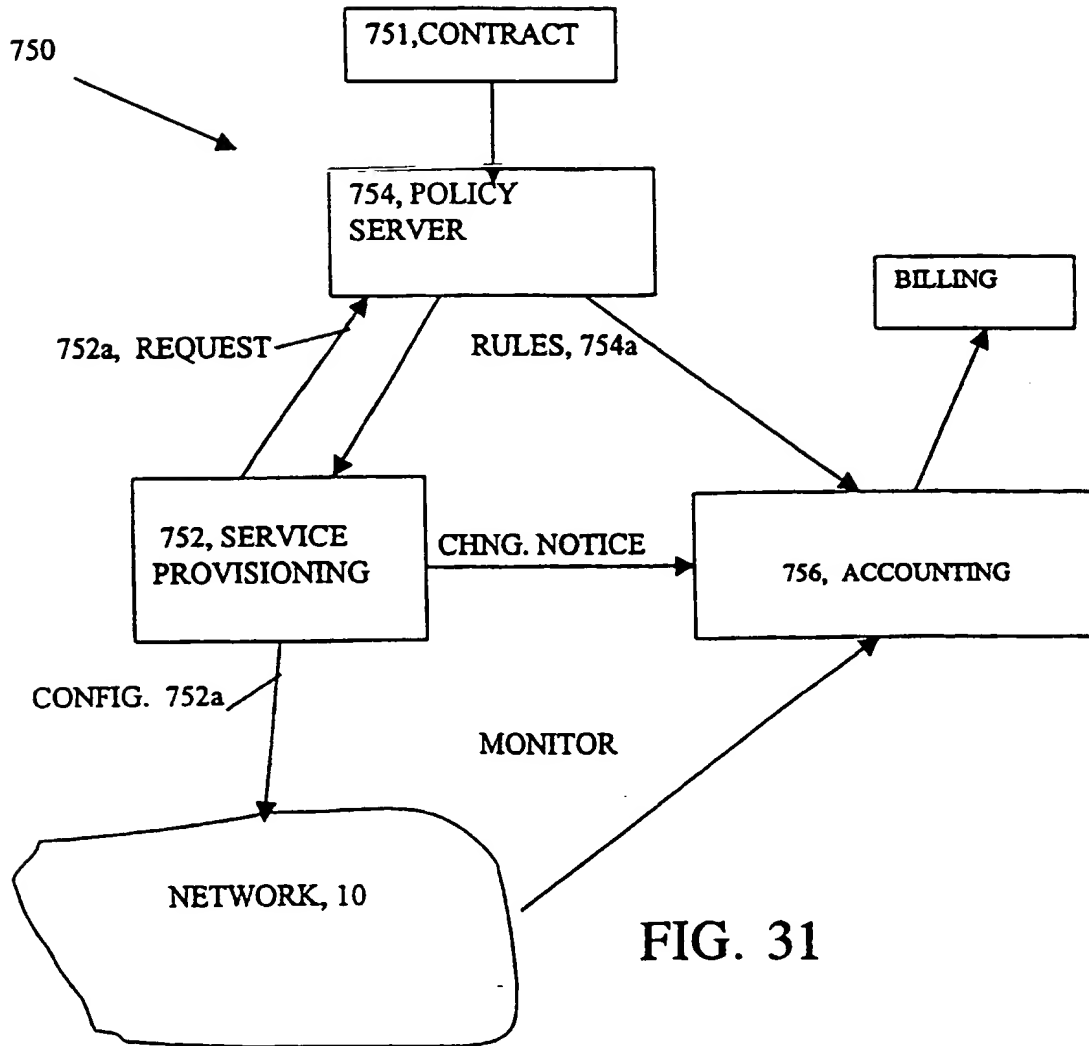 751,CONTRACT
750
754, POLICY
SERVER
BILLING
752a, REQUEST
RULES, 754a
752, SERVICE
PROVISIONING
CHNG. NOTICE
756, ACCOUNTING
CONFIG. 752a
MONITOR
NETWORK, 10
FIG. 31